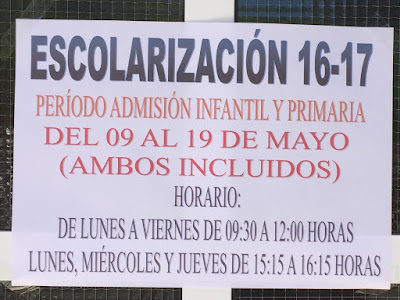 ESCOLARIZACIÓN 16-17
PERÍODO ADMISIÓN INFANTIL Y PRIMARIA
DEL 09 AL 19 DE MAYO
(AMBOS INCLUIDOS)
HORARIO:
DE LUNES A VIERNES DE 09:30 A 12:00 HORAS
LUNES, MIÉRCOLES Y JUEVES DE 15:15 A 16:15 HORAS